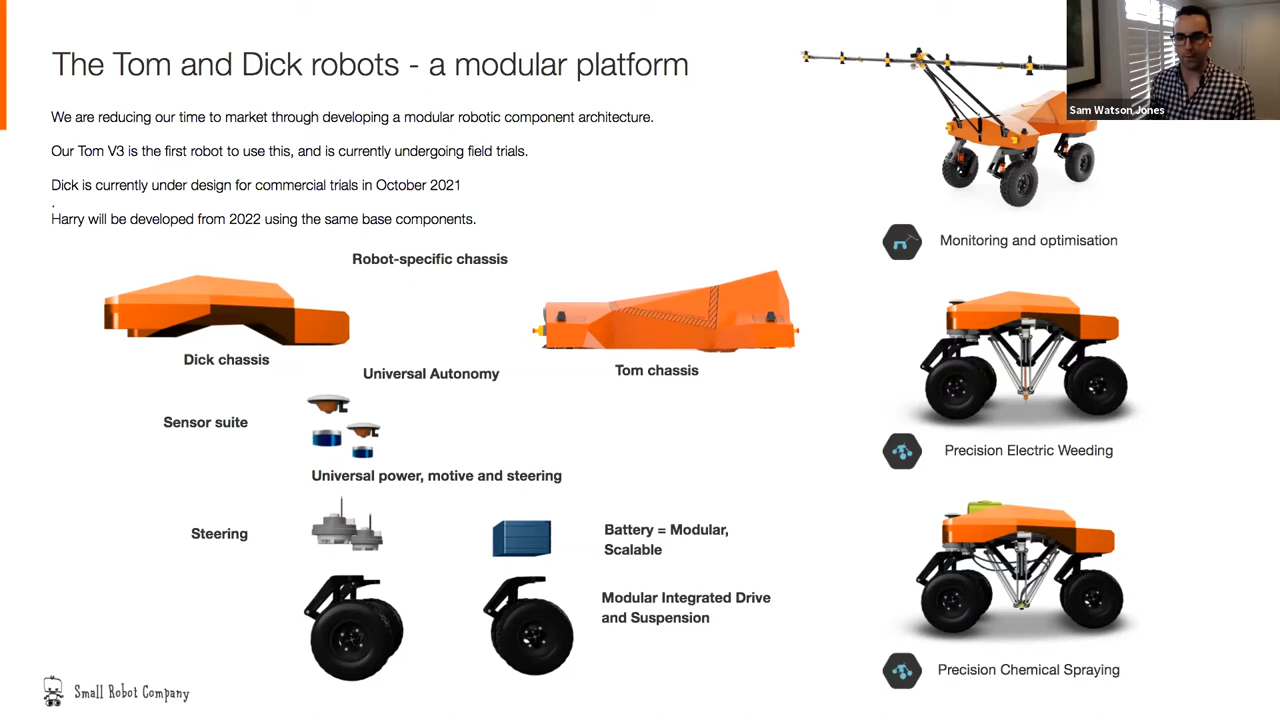 The Tom and Dick robots - a modular platform
We are reducing our time to market through developing a modular robotic component architecture.
Our Tom V3 is the first robot to use this, and is currently undergoing field trials.
Dick is currently under design for commercial trials in October 2021
.
Harry will be developed from 2022 using the same base components.
Robot-specific chassis
Dick chassis
Tom chassis
Universal Autonomy
Sensor suite
Universal power, motive and steering
Steering
Battery = Modular,
Scalable
Modular Integrated Drive
and Suspension
Small Robot Company
Sam Watson Jones
Monitoring and optimisation
Precision Electric Weeding
Precision Chemical Spraying